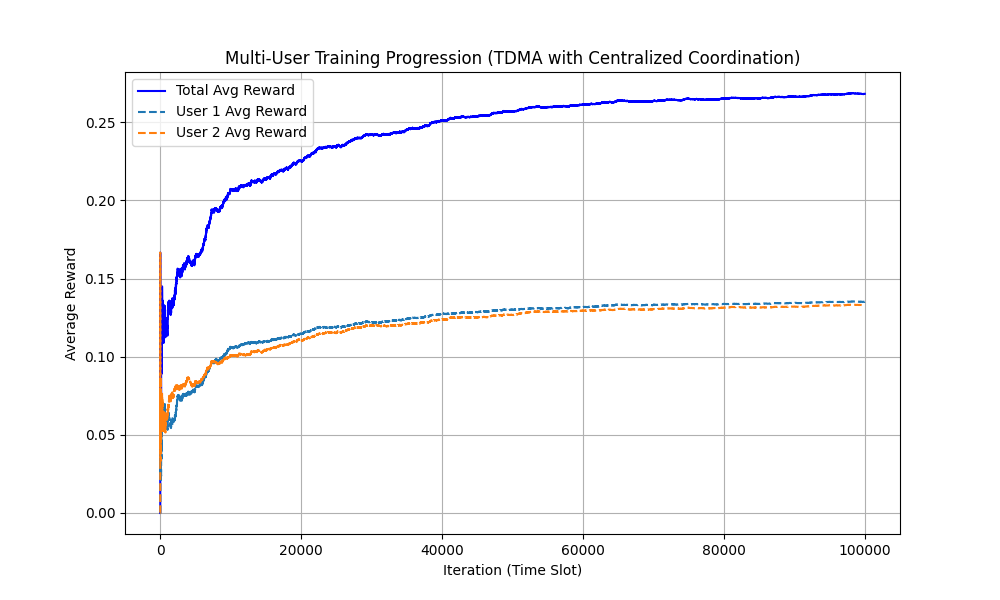 Multi-User Training Progression (TDMA with Centralized Coordination)
Total Avg Reward
User 1 Avg Reward
User 2 Avg Reward
Average Reward
0.25
0.20
0.15
0.10
0.05
0.00
0 20000 40000 60000 80000 100000
Iteration (Time Slot)